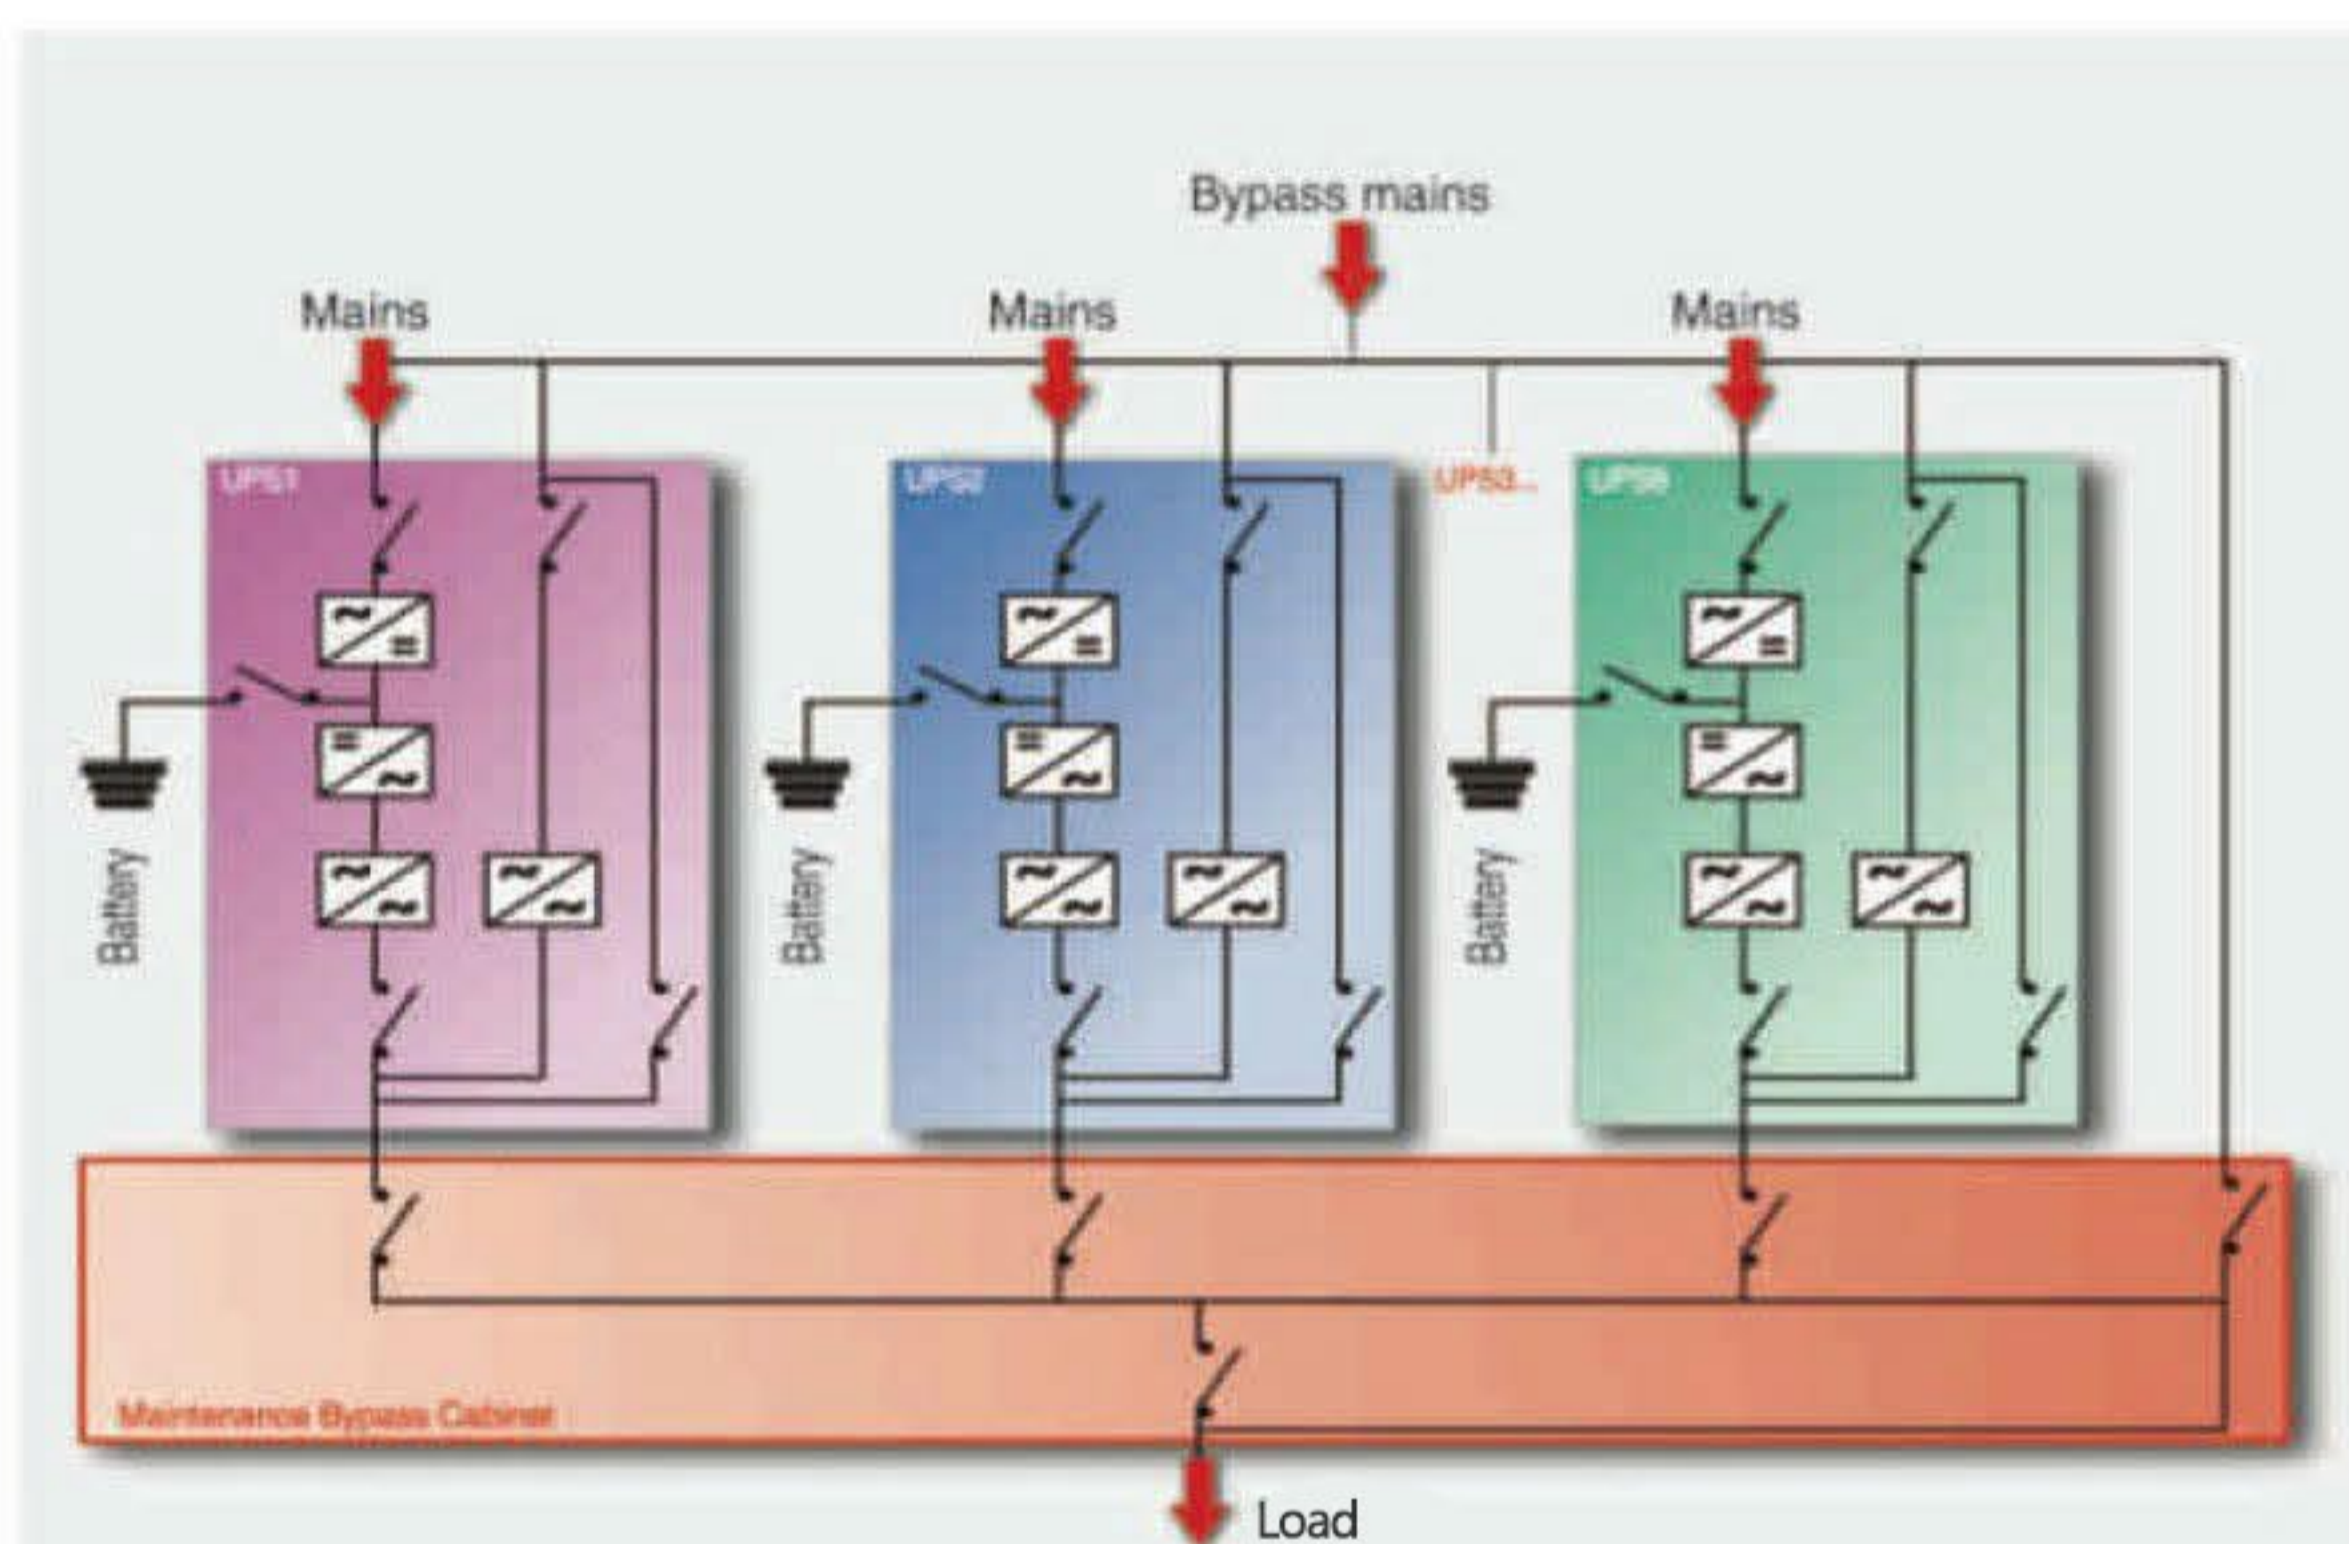 Bypass mains
Mains
Mains
Mains
UPS1
UPS2
UPS3...
Battery
Battery
Battery
Maintenance Bypass Cabinet
Load